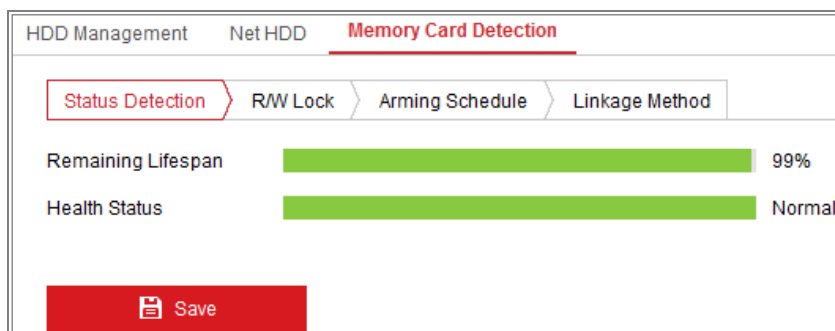 HDD Management Net HDD Memory Card Detection
Status Detection R/W Lock Arming Schedule Linkage Method
Remaining Lifespan 99%
Health Status Normal
Save